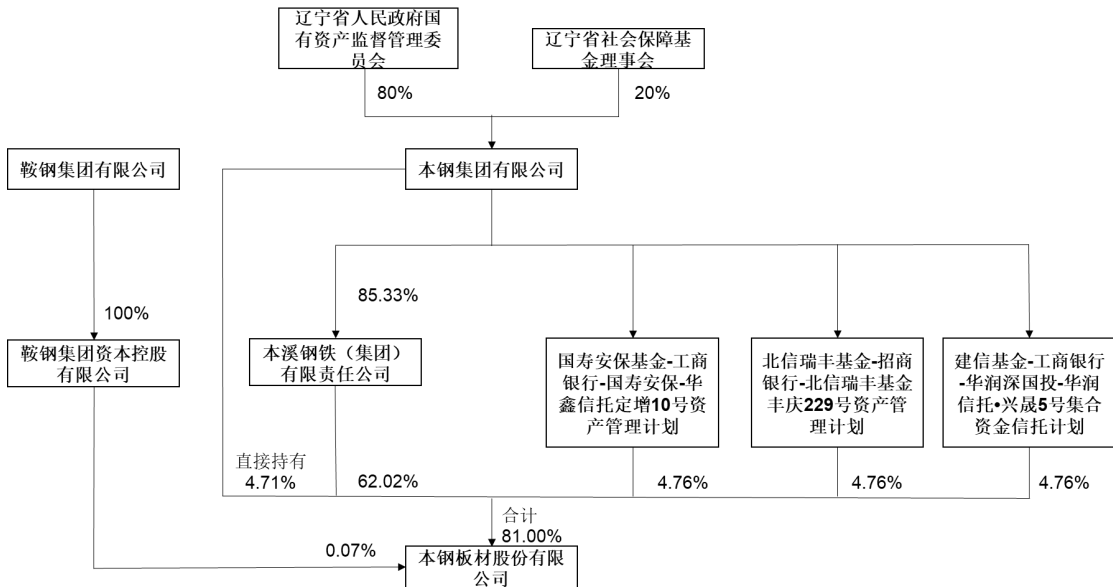 辽宁省人民政府国
有资产监督管理委
员会
辽宁省社会保障基
金理事会
80%
20%
鞍钢集团有限公司
本钢集团有限公司
100%
85.33%
鞍钢集团资本控股
有限公司
本溪钢铁（集团）
有限责任公司
国寿安保基金-工商
银行-国寿安保-华
鑫信托定增10号资
产管理计划
北信瑞丰基金-招商
银行-北信瑞丰基金
丰庆229号资产管
理计划
建信基金-工商银行
-华润深国投-华润
信托•兴晟5号集合
资金信托计划
直接持有
4.71%
62.02%
4.76%
4.76%
4.76%
合计
81.00%
0.07%
本钢板材股份有限
公司